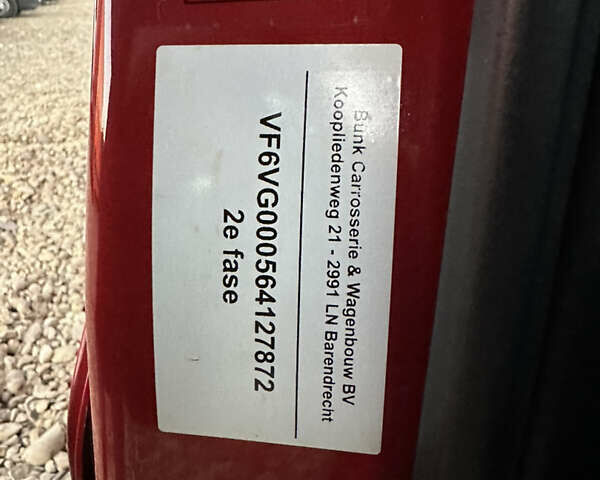 Bunk Carrosserie & Wagenbouw BV
Koopliedenweg 21 - 2991 LN Barendrecht
VF6VG000564127872
2e fase